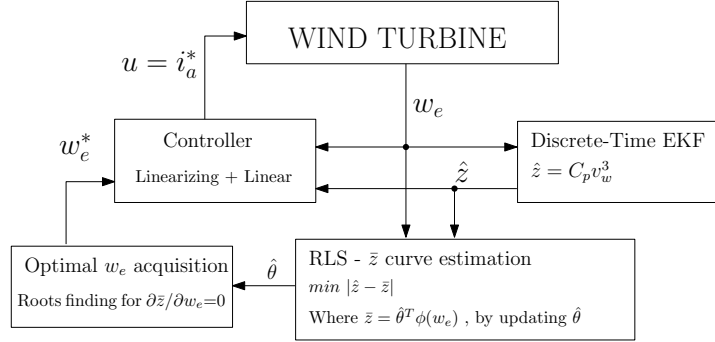 WIND TURBINE
u = i_a^*
w_e
w_e^*
Controller
Linearizing + Linear
Discrete-Time EKF
ẑ = C_p v_w^3
ẑ
Optimal w_e acquisition
Roots finding for ∂z̄/∂w_e=0
θ̂
RLS - z̄ curve estimation
min |ẑ − z̄|
Where z̄ = θ̂^T ϕ(w_e) , by updating θ̂